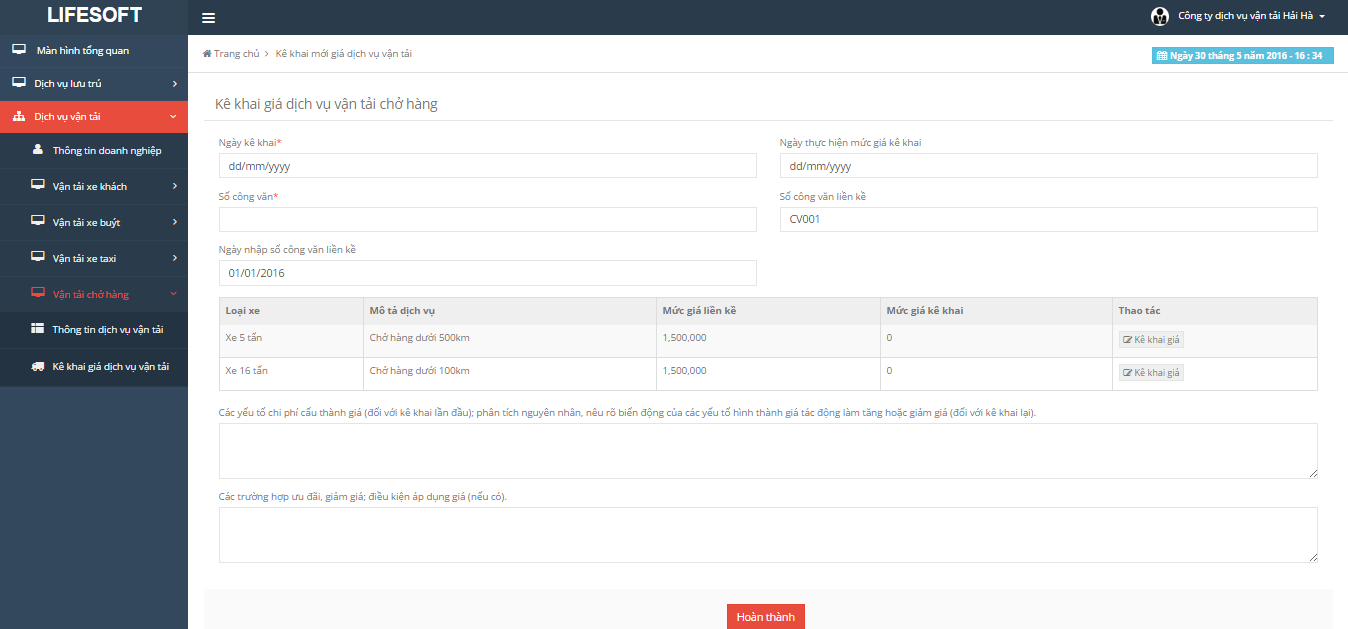 LIFESOFT
Công ty dịch vụ vận tải Hải Hà
Màn hình tổng quan
Dịch vụ lưu trú
Dịch vụ vận tải
Thông tin doanh nghiệp
Vận tải xe khách
Vận tải xe buýt
Vận tải xe taxi
Vận tải chở hàng
Thông tin dịch vụ vận tải
Kê khai giá dịch vụ vận tải
Trang chủ > Kê khai mới giá dịch vụ vận tải
Ngày 30 tháng 5 năm 2016 - 16 : 34
Kê khai giá dịch vụ vận tải chở hàng
Ngày kê khai* Ngày thực hiện mức giá kê khai
dd/mm/yyyy dd/mm/yyyy
Số công văn* Số công văn liền kề
CV001
Ngày nhập số công văn liền kề
01/01/2016
Loại xe Mô tả dịch vụ Mức giá liền kề Mức giá kê khai Thao tác
Xe 5 tấn Chở hàng dưới 500km 1,500,000 0 Kê khai giá
Xe 16 tấn Chở hàng dưới 100km 1,500,000 0 Kê khai giá
Các yếu tố chi phí cấu thành giá (đối với kê khai lần đầu); phân tích nguyên nhân, nêu rõ biến động của các yếu tố hình thành giá tác động làm tăng hoặc giảm giá (đối với kê khai lại).
Các trường hợp ưu đãi, giảm giá; điều kiện áp dụng giá (nếu có).
Hoàn thành